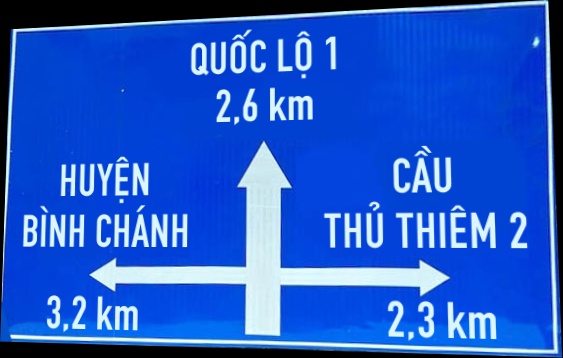 QUỐC LỘ 1
2,6 km
HUYỆN
BÌNH CHÁNH
3,2 km
CẦU
THỦ THIÊM 2
2,3 km